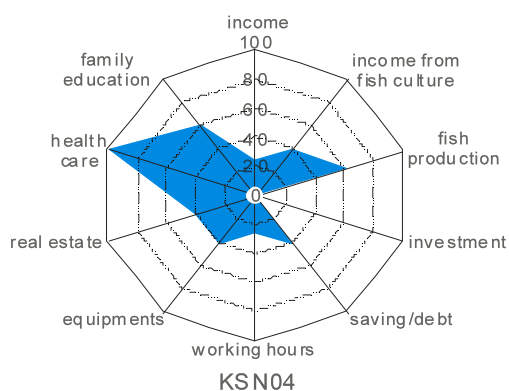 income
100
family
education
income from
fish culture
80
60
health
care
40
fish
production
20
0
real estate
investment
equipments
saving/debt
working hours
KSN04